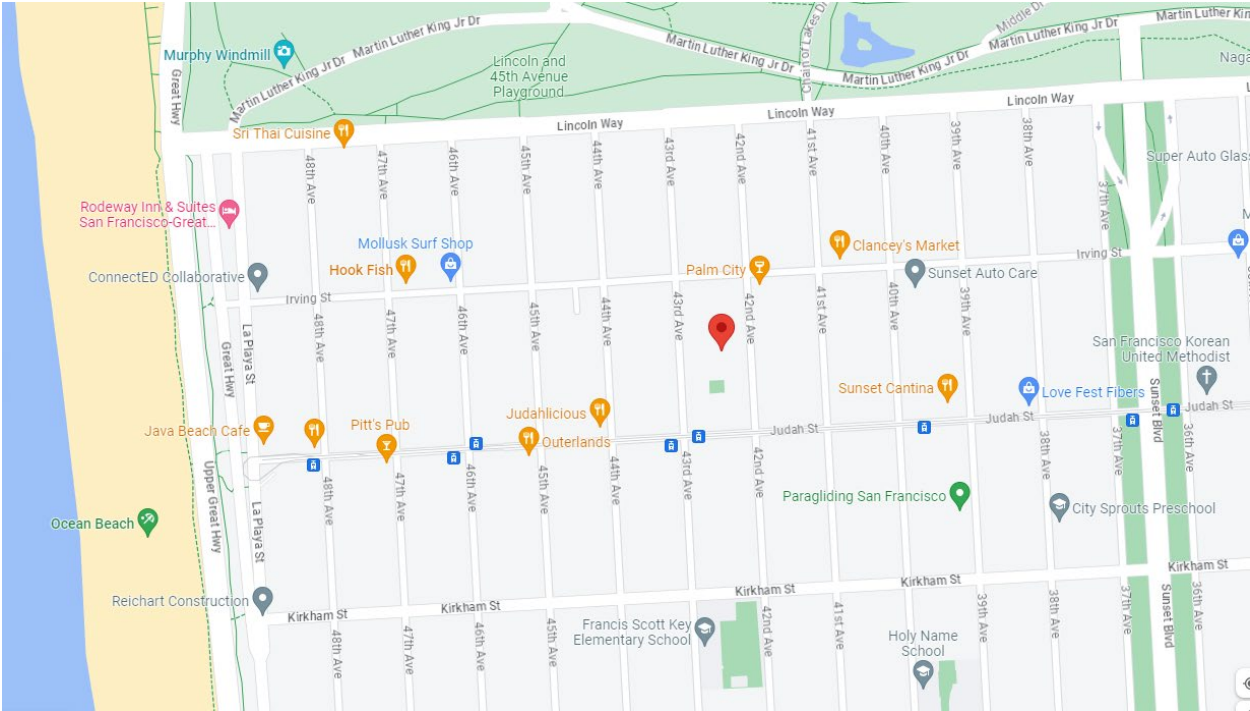 Middle Dr
Martin Luther King Jr Dr
Martin Luther King Jr Dr
Martin Luther King Jr Dr
Martin Luther King Jr Dr
Murphy Windmill
Lincoln and
45th Avenue
Playground
Chain of Lakes Dr
Martin Luther King Jr Dr
Martin Luther King Jr Dr
Naga
Great Hwy
Lincoln Way
Lincoln Way
Lincoln Way
Sri Thai Cuisine
48th Ave
47th Ave
46th Ave
45th Ave
44th Ave
43rd Ave
42nd Ave
41st Ave
40th Ave
39th Ave
38th Ave
37th Ave
Super Auto Glass
Rodeway Inn & Suites
San Francisco-Great...
Mollusk Surf Shop
Hook Fish
ConnectED Collaborative
Irving St
Palm City
Clancey's Market
Sunset Auto Care
Irving St
M
La Playa St
Great Hwy
48th Ave
47th Ave
46th Ave
45th Ave
44th Ave
43rd Ave
42nd Ave
41st Ave
40th Ave
39th Ave
San Francisco Korean
United Methodist
Sunset Cantina
Love Fest Fibers
Judahlicious
Java Beach Cafe
Pitt's Pub
Outerlands
Judah St
Judah St
Judah St
Sunset Blvd
Upper Great Hwy
La Playa St
48th Ave
47th Ave
46th Ave
45th Ave
44th Ave
43rd Ave
42nd Ave
38th Ave
37th Ave
36th Ave
Paragliding San Francisco
City Sprouts Preschool
Ocean Beach
Reichart Construction
Kirkham St
Kirkham St
Kirkham St
Kirkham St
Kirkham St
Francis Scott Key
Elementary School
Holy Name
School
48th Ave
47th Ave
46th Ave
45th Ave
42nd Ave
41st Ave
39th Ave
38th Ave
37th Ave
Sunset Blvd
36th Ave